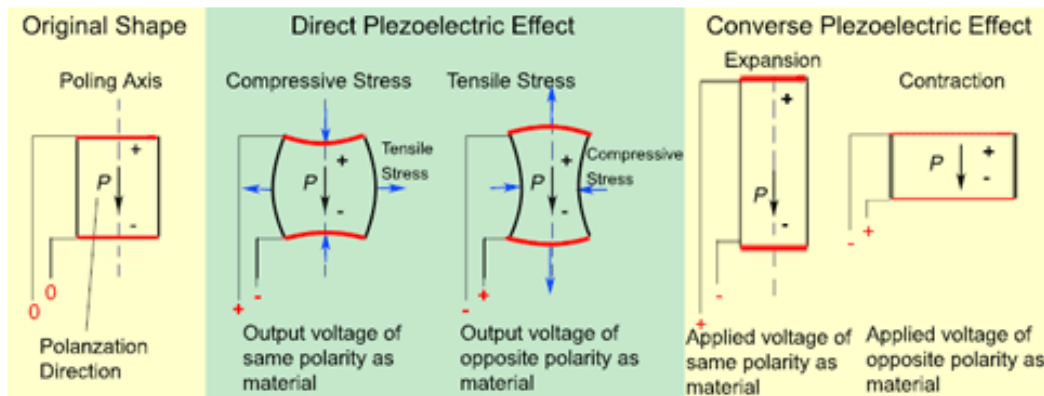 Original Shape
Direct Plezoelectric Effect
Converse Plezoelectric Effect
Poling Axis
+
P
-
0
0
Polanzation
Direction
Compressive Stress
+
Tensile
Stress
P
-
-
+
Output voltage of
same polarity as
material
Tensile Stress
+
Compressive
Stress
P
-
+
-
Output voltage of
opposite polarity as
material
Expansion
+
P
-
-
+
Applied voltage of
same polarity as
material
Contraction
+
P
-
+
-
Applied voltage of
opposite polarity as
material